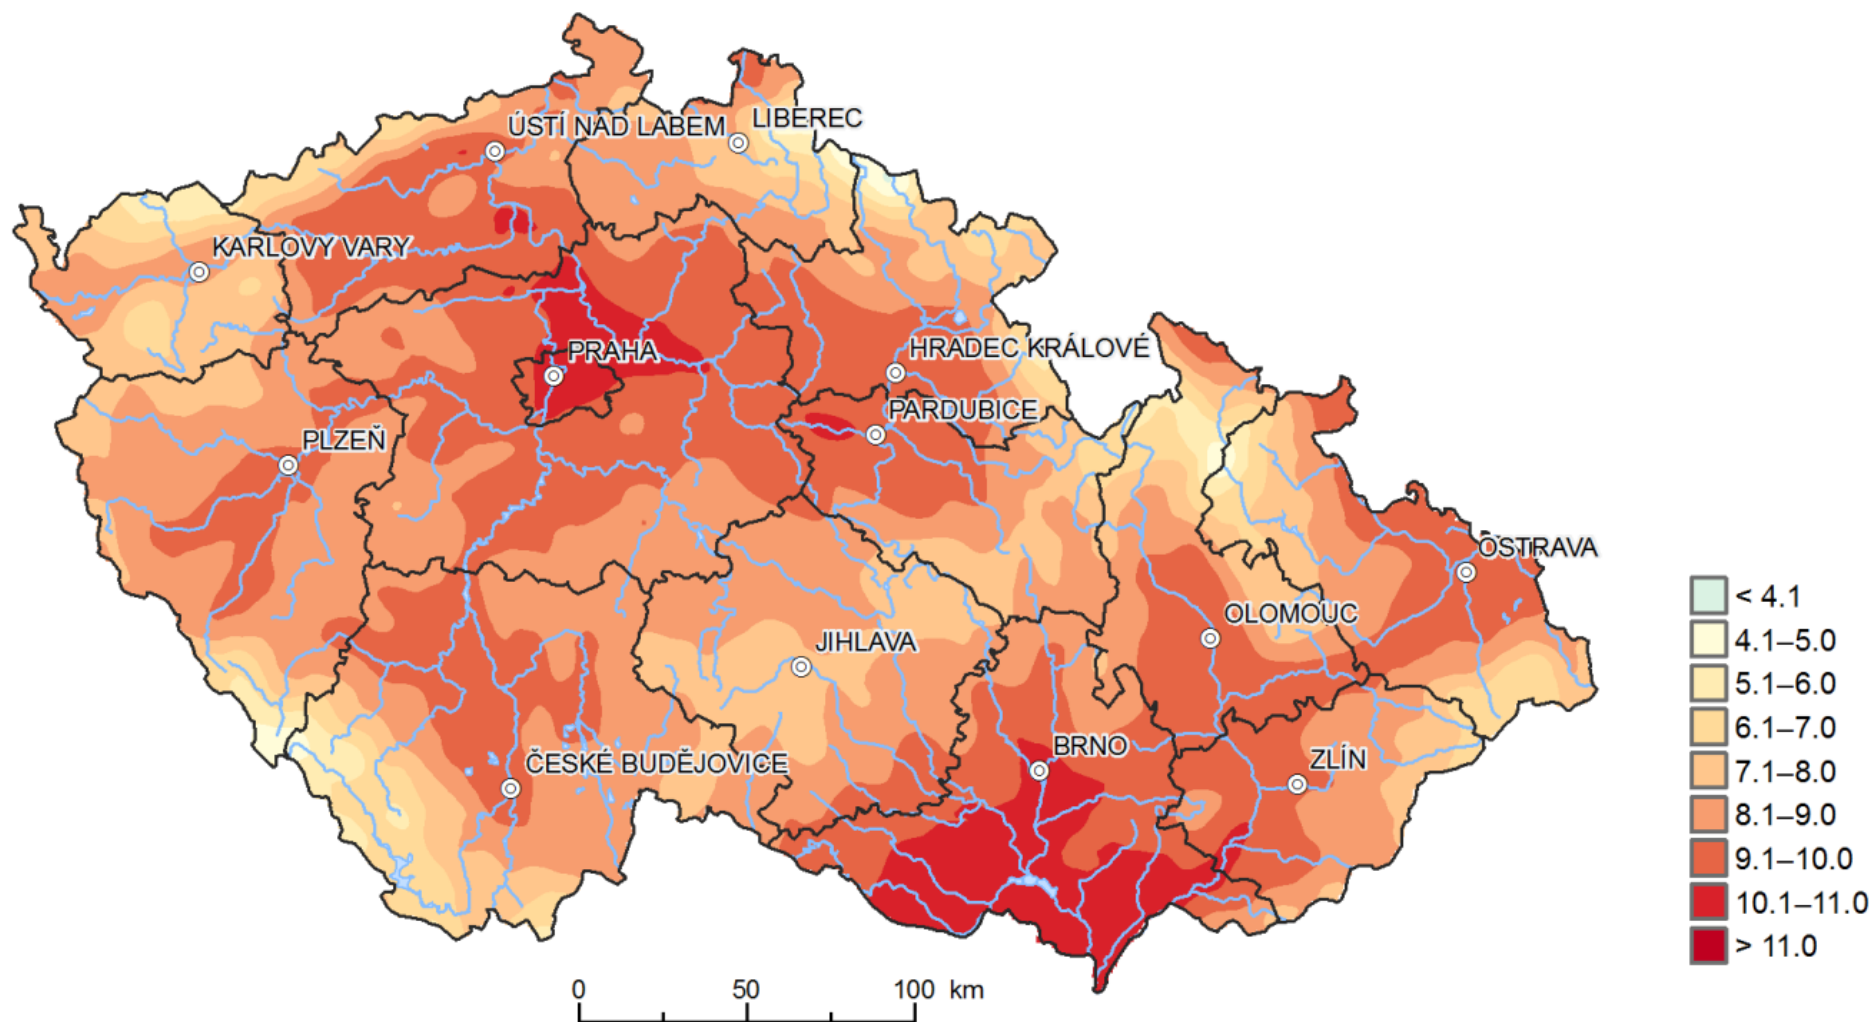 ÚSTÍ NAD LABEM
LIBEREC
KARLOVY VARY
PRAHA
HRADEC KRÁLOVÉ
PARDUBICE
PLZEŇ
OSTRAVA
OLOMOUC
JIHLAVA
BRNO
ČESKÉ BUDĚJOVICE
ZLÍN
< 4.1
4.1–5.0
5.1–6.0
6.1–7.0
7.1–8.0
8.1–9.0
9.1–10.0
10.1–11.0
> 11.0
0 50 100 km